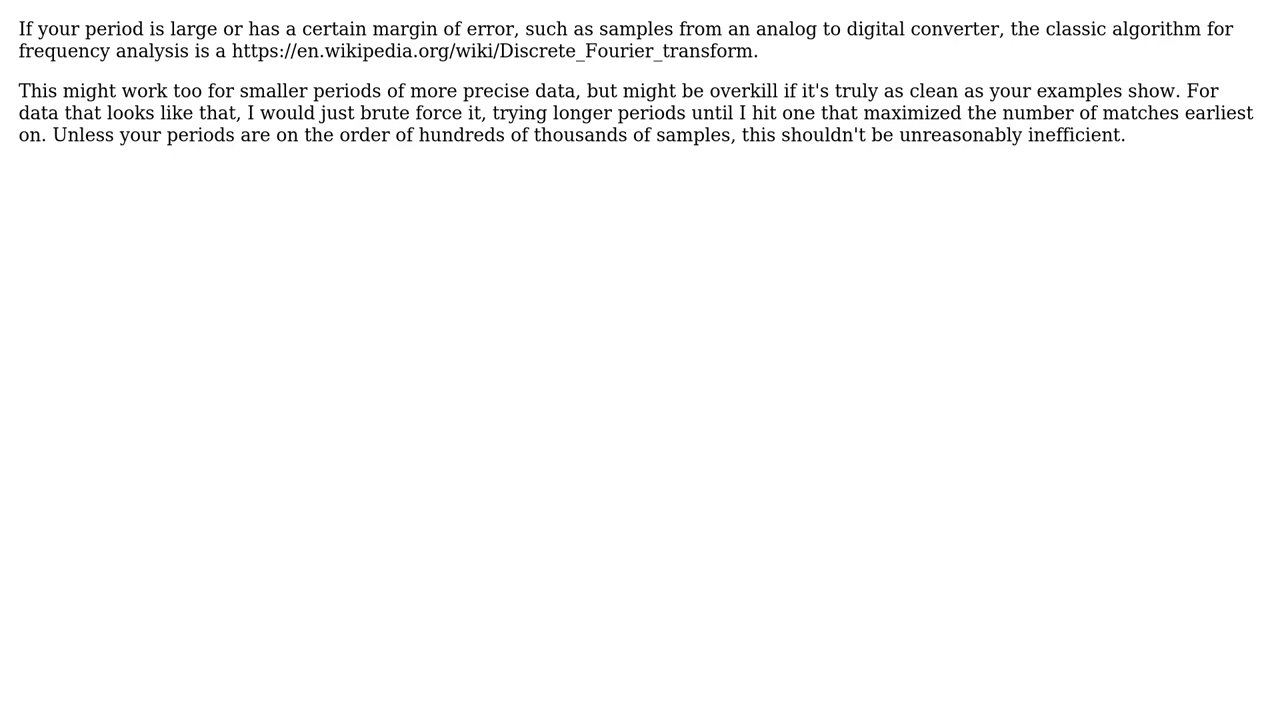 If your period is large or has a certain margin of error, such as samples from an analog to digital converter, the classic algorithm for
frequency analysis is a https://en.wikipedia.org/wiki/Discrete_Fourier_transform.
This might work too for smaller periods of more precise data, but might be overkill if it's truly as clean as your examples show. For
data that looks like that, I would just brute force it, trying longer periods until I hit one that maximized the number of matches earliest
on. Unless your periods are on the order of hundreds of thousands of samples, this shouldn't be unreasonably inefficient.